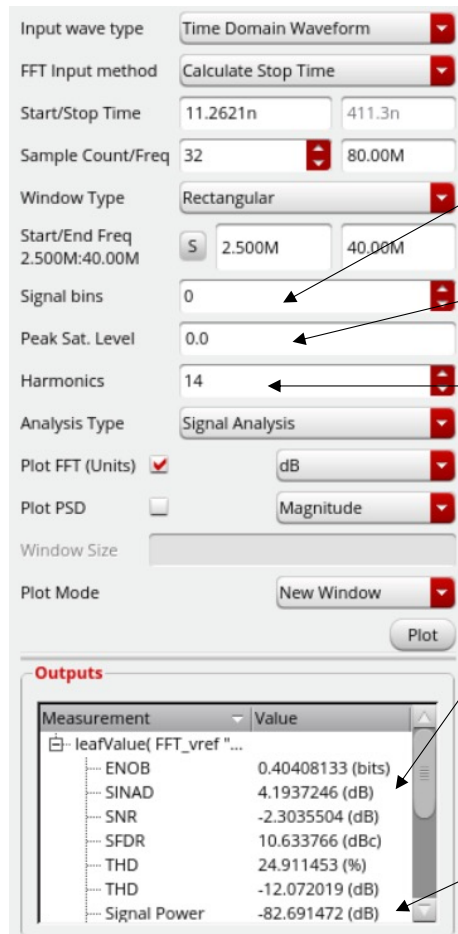 Input wave type Time Domain Waveform
FFT Input method Calculate Stop Time
Start/Stop Time 11.2621n 411.3n
Sample Count/Freq 32 80.00M
Window Type Rectangular
Start/End Freq
2.500M:40.00M S 2.500M 40.00M
Signal bins 0
Peak Sat. Level 0.0
Harmonics 14
Analysis Type Signal Analysis
Plot FFT (Units) dB
Plot PSD Magnitude
Window Size
Plot Mode New Window
Plot
Outputs
Measurement Value
leafValue( FFT_vref "...
ENOB 0.40408133 (bits)
SINAD 4.1937246 (dB)
SNR -2.3035504 (dB)
SFDR 10.633766 (dBc)
THD 24.911453 (%)
THD -12.072019 (dB)
Signal Power -82.691472 (dB)